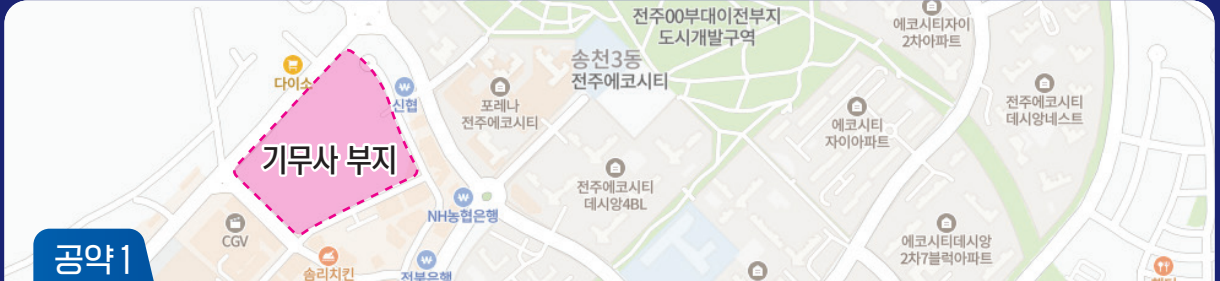 전주00부대이전부지
도시개발구역
에코시티자이
2차아파트
송천3동
전주에코시티
다이소
신협
포레나
전주에코시티
에코시티
자이아파트
전주에코시티
데시앙네스트
기무사 부지
전주에코시티
데시앙4BL
NH농협은행
CGV
에코시티데시앙
2차7블럭아파트
공약 1
송리치킨
전북은행